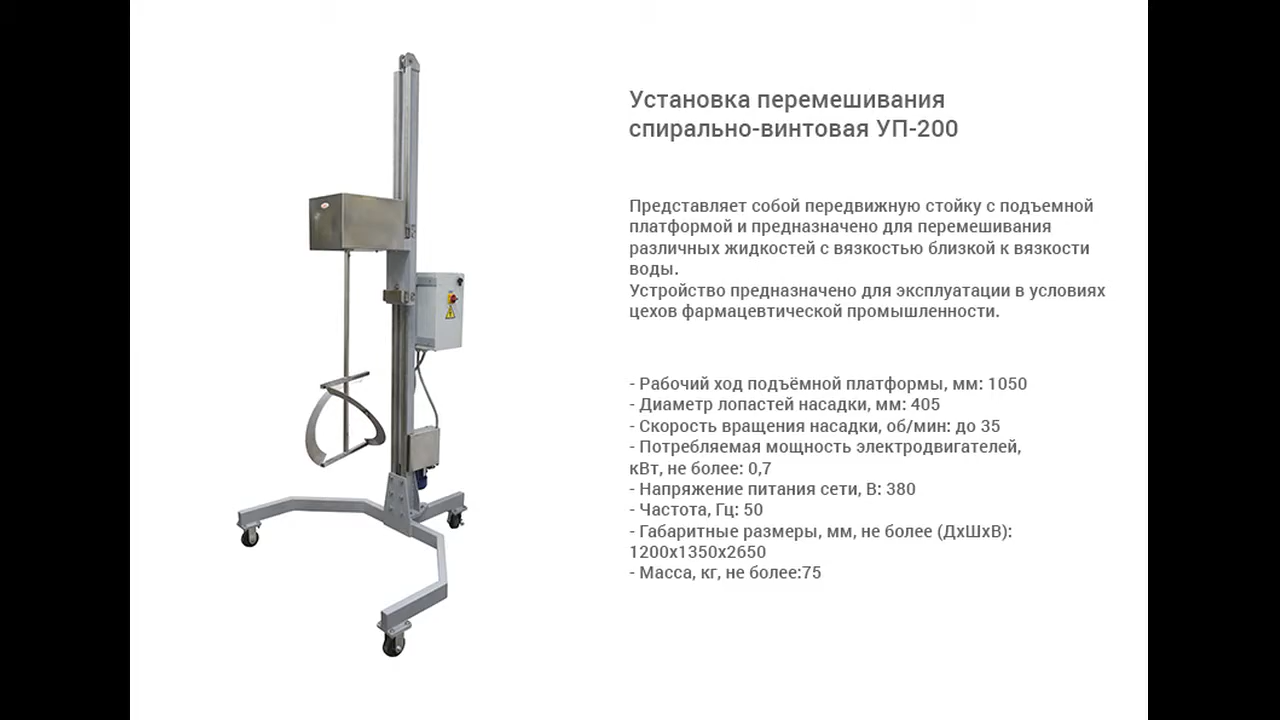 Установка перемешивания
спирально-винтовая УП-200
Представляет собой передвижную стойку с подъемной
платформой и предназначено для перемешивания
различных жидкостей с вязкостью близкой к вязкости
воды.
Устройство предназначено для эксплуатации в условиях
цехов фармацевтической промышленности.
- Рабочий ход подъёмной платформы, мм: 1050
- Диаметр лопастей насадки, мм: 405
- Скорость вращения насадки, об/мин: до 35
- Потребляемая мощность электродвигателей,
кВт, не более: 0,7
- Напряжение питания сети, В: 380
- Частота, Гц: 50
- Габаритные размеры, мм, не более (ДхШхВ):
1200х1350х2650
- Масса, кг, не более:75